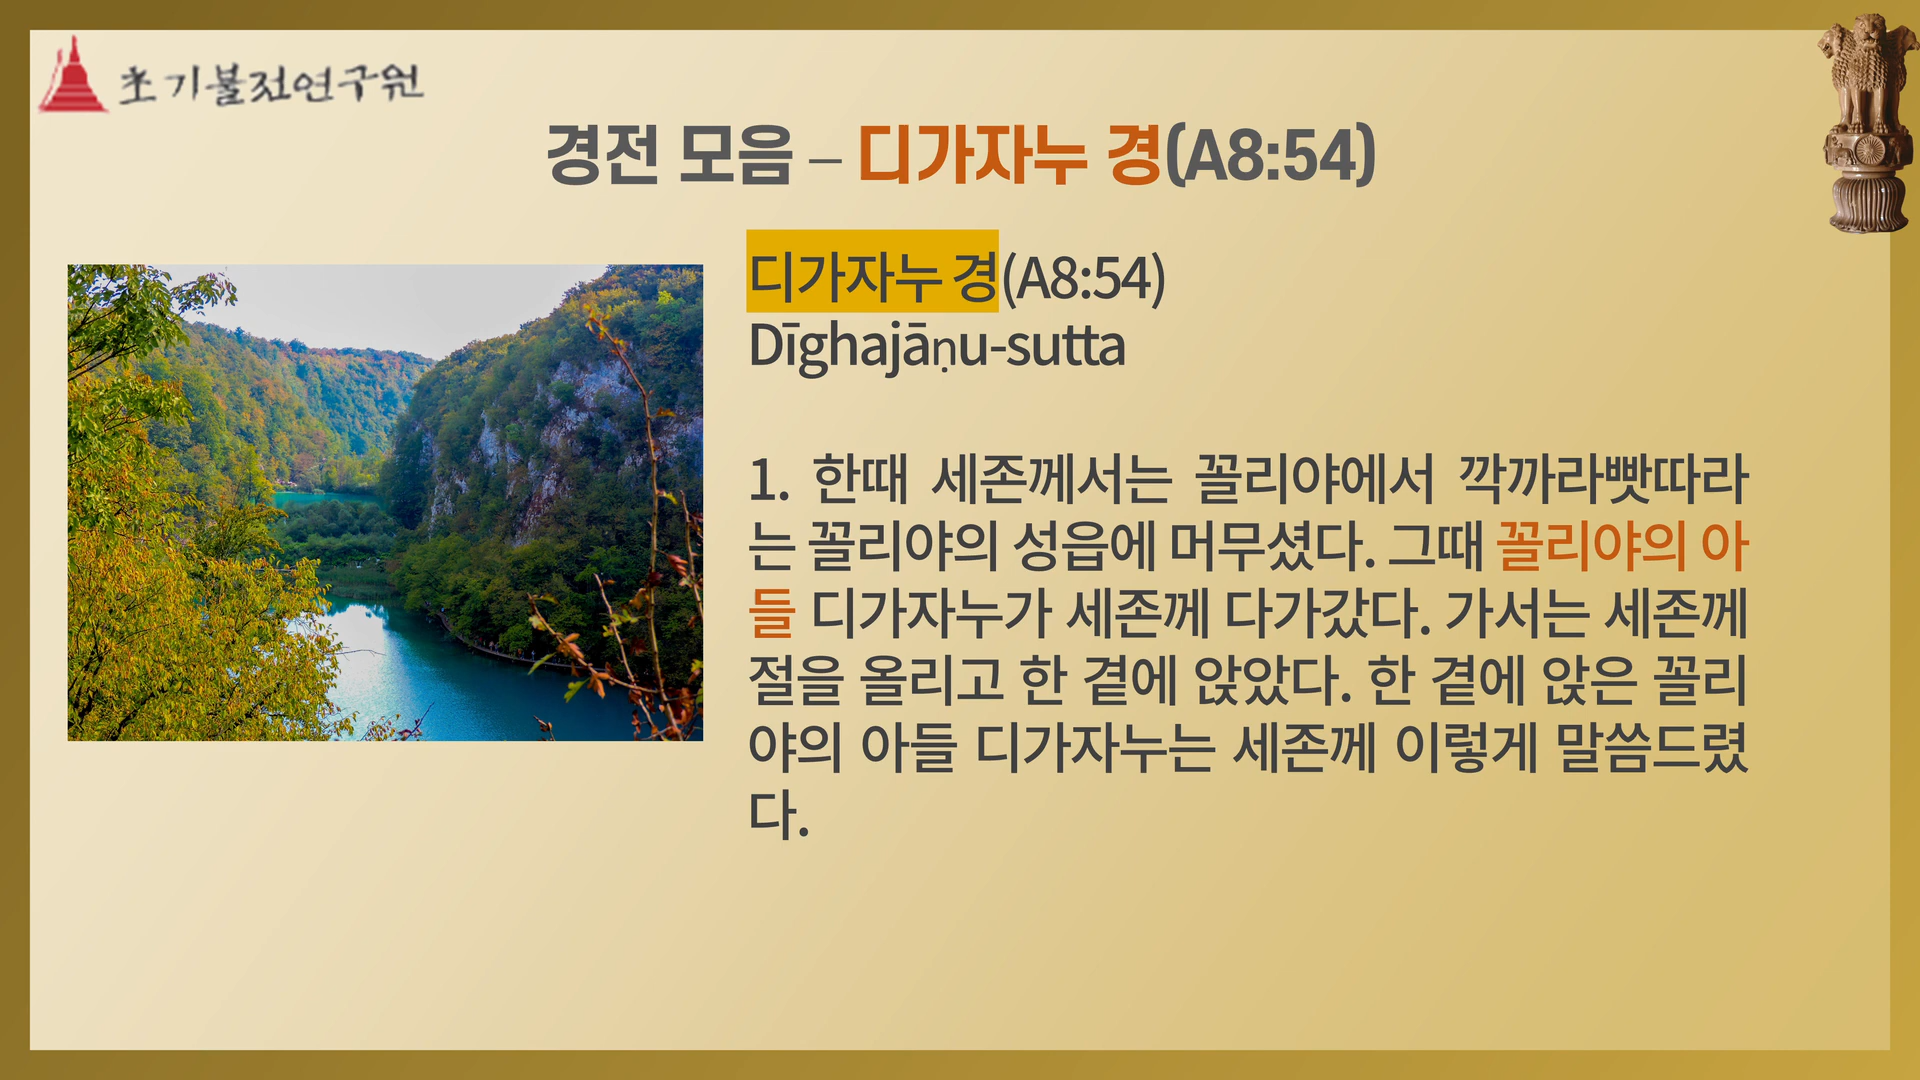 초기불전연구원
경전 모음 – 디가자누 경(A8:54)
디가자누 경(A8:54)
Dīghajāṇu-sutta
1. 한때 세존께서는 꼴리야에서 깍까라빳따라
는 꼴리야의 성읍에 머무셨다. 그때 꼴리야의 아
들 디가자누가 세존께 다가갔다. 가서는 세존께
절을 올리고 한 곁에 앉았다. 한 곁에 앉은 꼴리
야의 아들 디가자누는 세존께 이렇게 말씀드렸
다.